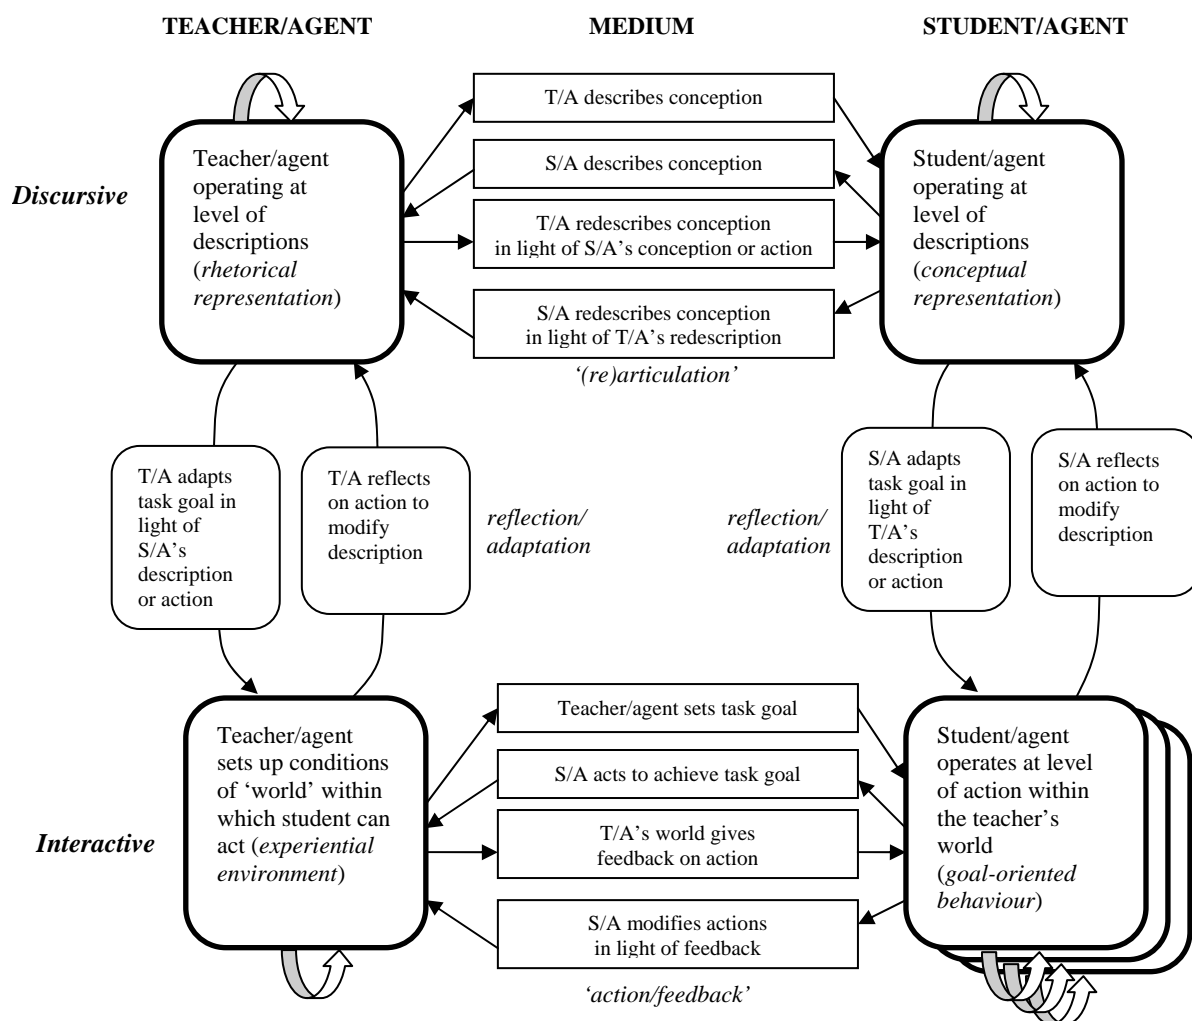 TEACHER/AGENT
MEDIUM
STUDENT/AGENT
Discursive
Teacher/agent
operating at
level of
descriptions
(rhetorical
representation)
T/A describes conception
S/A describes conception
T/A redescribes conception
in light of S/A's conception or action
S/A redescribes conception
in light of T/A's redescription
'(re)articulation'
Student/agent
operating at
level of
descriptions
(conceptual
representation)
T/A adapts
task goal in
light of
S/A's
description
or action
T/A reflects
on action to
modify
description
reflection/
adaptation
reflection/
adaptation
S/A adapts
task goal in
light of
T/A's
description
or action
S/A reflects
on action to
modify
description
Interactive
Teacher/agent
sets up conditions
of 'world' within
which student can
act (experiential
environment)
Teacher/agent sets task goal
S/A acts to achieve task goal
T/A's world gives
feedback on action
S/A modifies actions
in light of feedback
'action/feedback'
Student/agent
operates at level
of action within
the teacher's
world
(goal-oriented
behaviour)